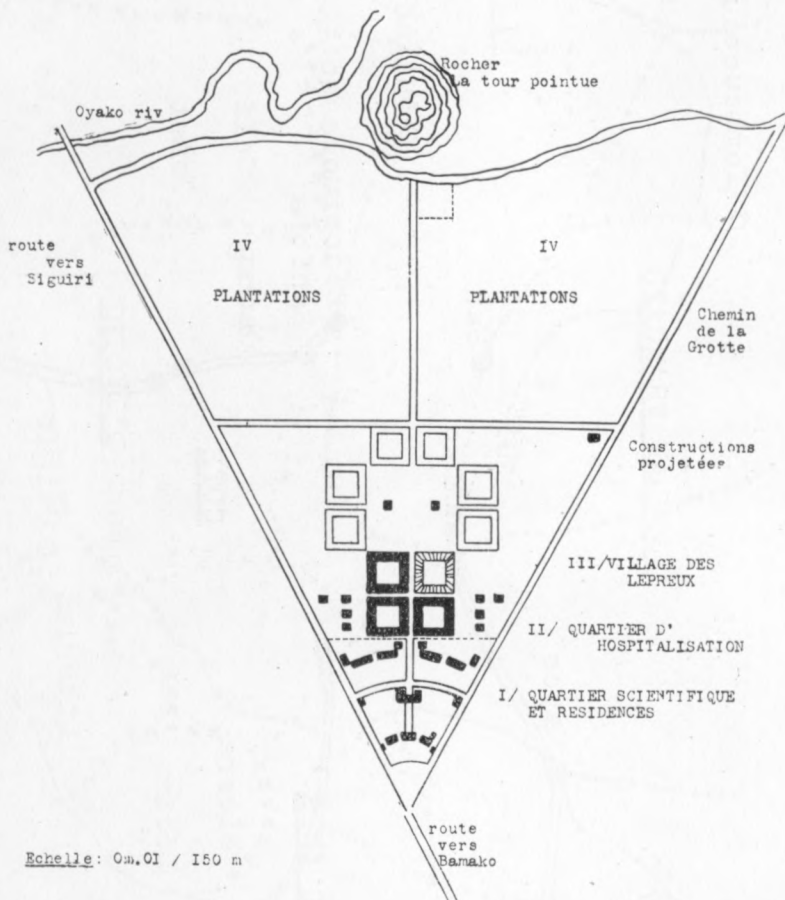 Rocher
La tour pointue
Oyako riv
route
vers
Siguiri
IV
PLANTATIONS
IV
PLANTATIONS
Chemin
de la
Grotte
Constructions
projetées
III/VILLAGE DES
LEPREUX
II/ QUARTIER D'
HOSPITALISATION
I/ QUARTIER SCIENTIFIQUE
ET RESIDENCES
route
vers
Bamako
Echelle: Om.OI / I50 m